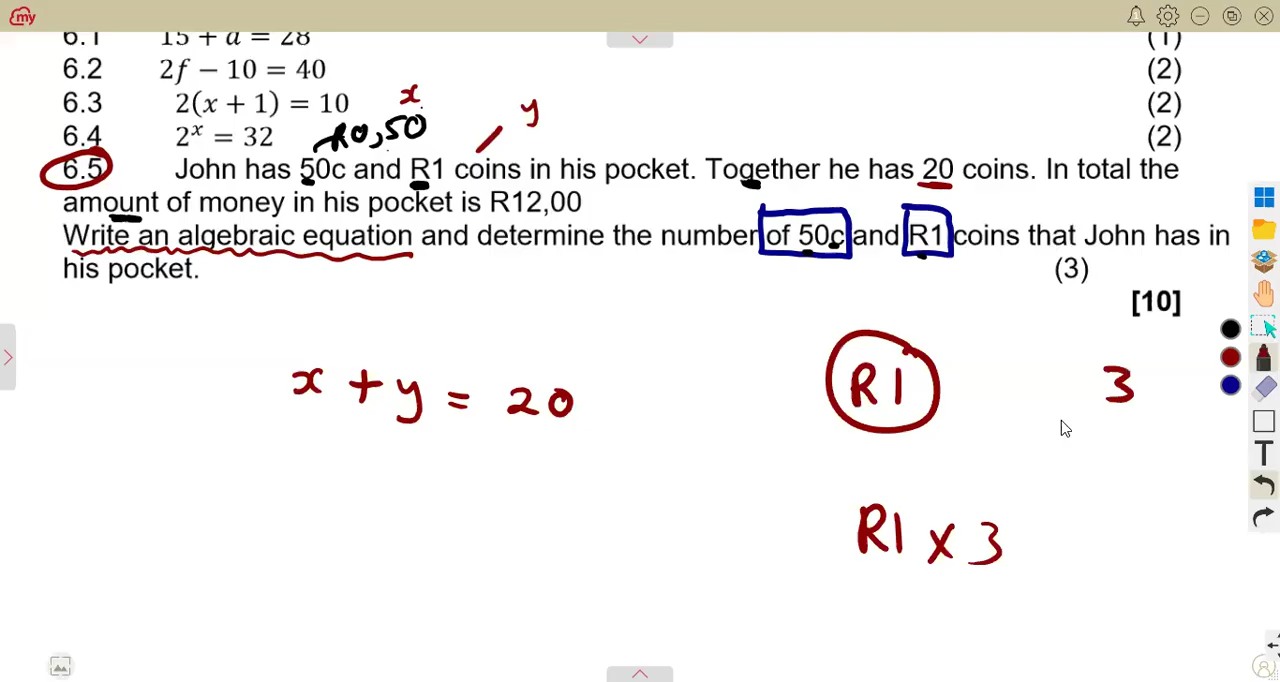 my
6.1 15 + a = 28 (1)
6.2 2f − 10 = 40 (2)
6.3 2(x + 1) = 10 (2)
x
y
6.4 2ˣ = 32 (2)
R0,50
6.5 John has 50c and R1 coins in his pocket. Together he has 20 coins. In total the
amount of money in his pocket is R12,00
Write an algebraic equation and determine the number of 50c and R1 coins that John has in
his pocket. (3)
[10]
x + y = 20
R1 3
R1 x 3
T